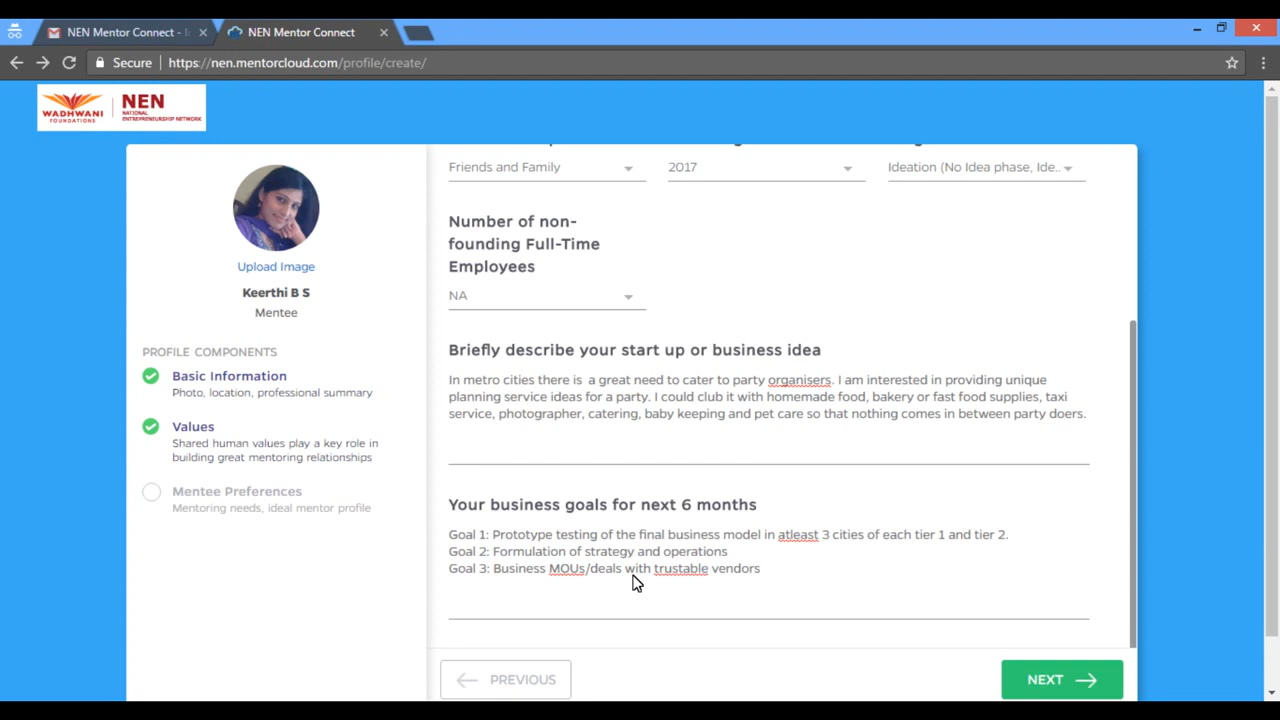 NEN Mentor Connect -
NEN Mentor Connect
Secure
https://nen.mentorcloud.com/profile/create/
WADHWANI
FOUNDATIONS
NEN
NATIONAL
ENTREPRENEURSHIP NETWORK
Upload Image
Keerthi B S
Mentee
PROFILE COMPONENTS
Basic Information
Photo, location, professional summary
Values
Shared human values play a key role in
building great mentoring relationships
Mentee Preferences
Mentoring needs, ideal mentor profile
Friends and Family
2017
Ideation (No Idea phase, Ide..
Number of non-
founding Full-Time
Employees
NA
Briefly describe your start up or business idea
In metro cities there is  a great need to cater to party organisers. I am interested in providing unique
planning service ideas for a party. I could club it with homemade food, bakery or fast food supplies, taxi
service, photographer, catering, baby keeping and pet care so that nothing comes in between party doers.
Your business goals for next 6 months
Goal 1: Prototype testing of the final business model in atleast 3 cities of each tier 1 and tier 2.
Goal 2: Formulation of strategy and operations
Goal 3: Business MOUs/deals with trustable vendors
PREVIOUS
NEXT